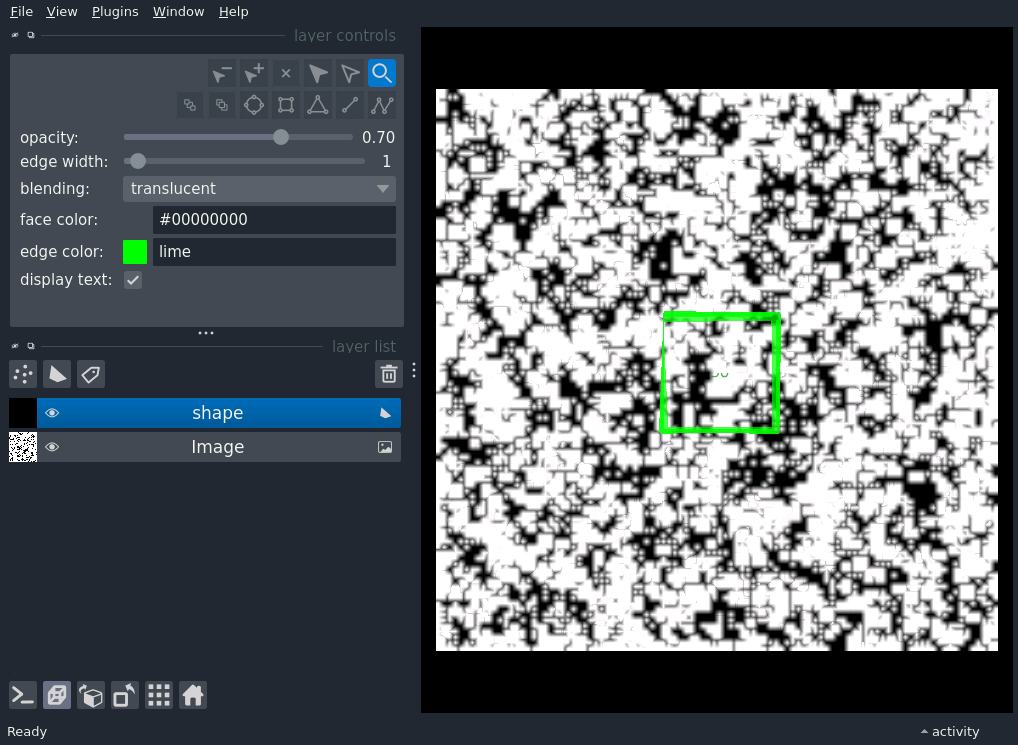 File View Plugins Window Help
layer controls
opacity: 0.70
edge width: 1
blending: translucent
face color: #00000000
edge color: lime
display text:
layer list
shape
Image
Ready
activity